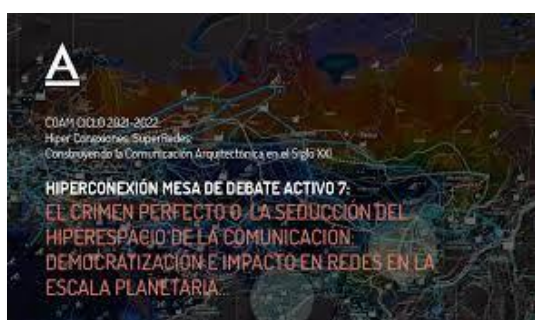 A
COAM CICLO 2021-2022
Hiper Conexiones, SuperRedes:
Construyendo la Comunicación Arquitectónica en el Siglo XXI
HIPERCONEXIÓN MESA DE DEBATE ACTIVO 7:
EL CRIMEN PERFECTO O LA SEDUCCIÓN DEL
HIPERESPACIO DE LA COMUNICACIÓN:
DEMOCRATIZACIÓN E IMPACTO EN REDES EN LA
ESCALA PLANETARIA...